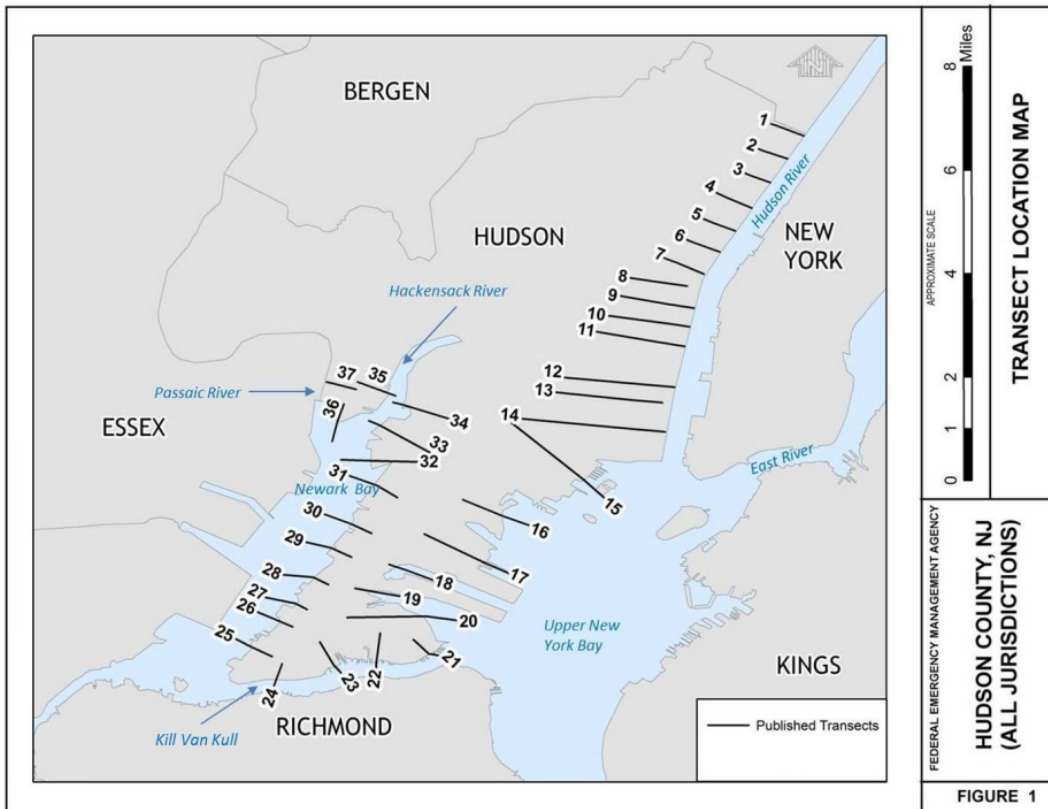 BERGEN
HUDSON
NEW
YORK
ESSEX
RICHMOND
KINGS
Hudson River
Hackensack River
Passaic River
Newark Bay
East River
Upper New
York Bay
Kill Van Kull
1
2
3
4
5
6
7
8
9
10
11
12
13
14
15
16
17
18
19
20
21
22
23
24
25
26
27
28
29
30
31
32
33
34
35
36
37
N
Published Transects
8
Miles
6
4
2
1
0
APPROXIMATE SCALE
TRANSECT LOCATION MAP
FEDERAL EMERGENCY MANAGEMENT AGENCY
HUDSON COUNTY, NJ
(ALL JURISDICTIONS)
FIGURE 1